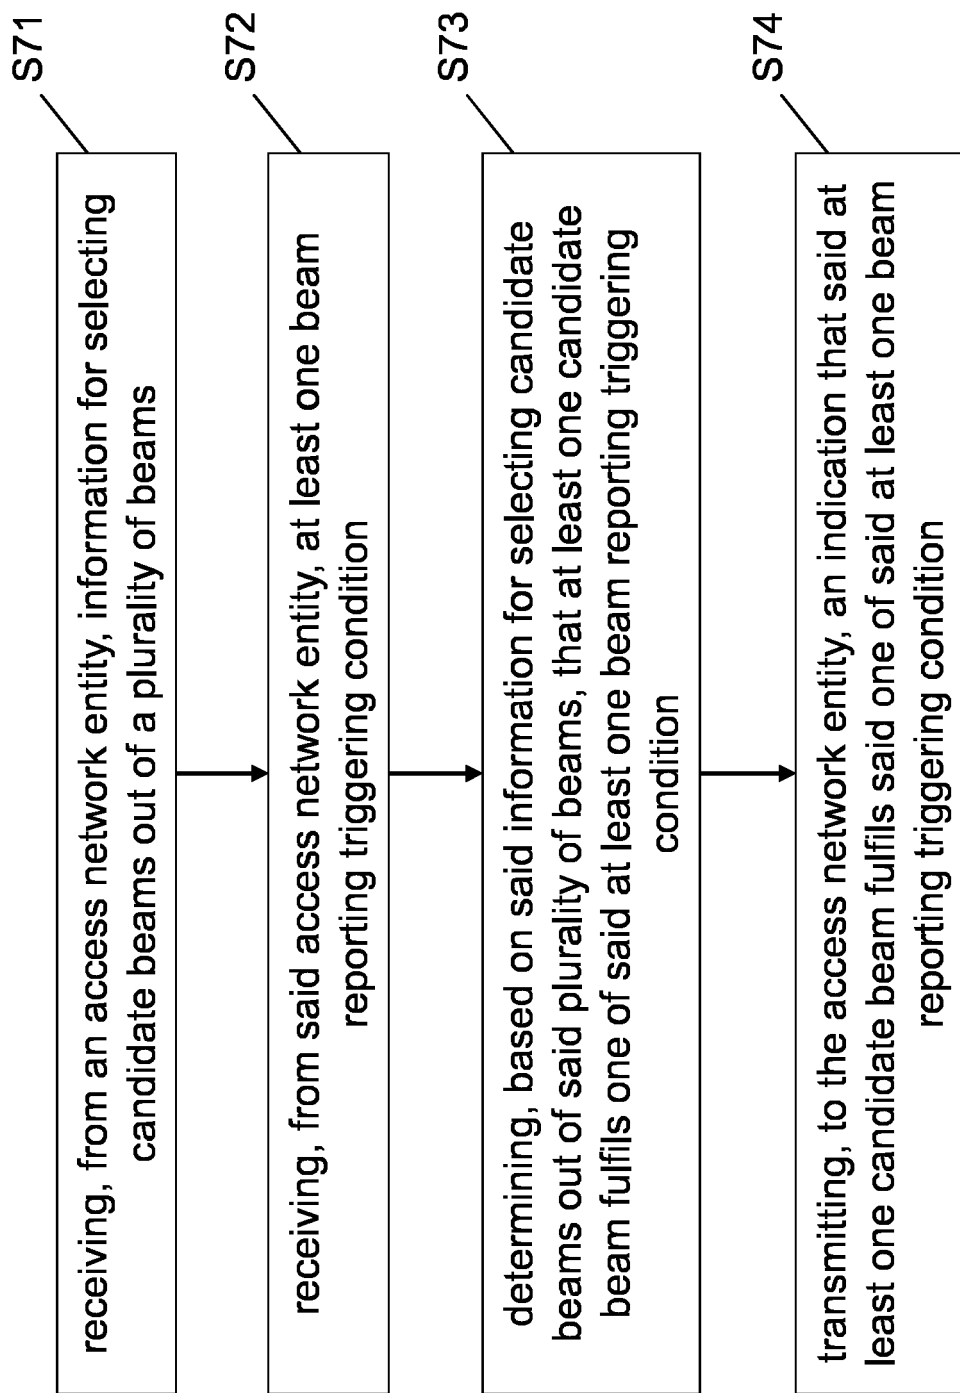 S71
receiving, from an access network entity, information for selecting
candidate beams out of a plurality of beams
S72
receiving, from said access network entity, at least one beam
reporting triggering condition
S73
determining, based on said information for selecting candidate
beams out of said plurality of beams, that at least one candidate
beam fulfils one of said at least one beam reporting triggering
condition
S74
transmitting, to the access network entity, an indication that said at
least one candidate beam fulfils said one of said at least one beam
reporting triggering condition